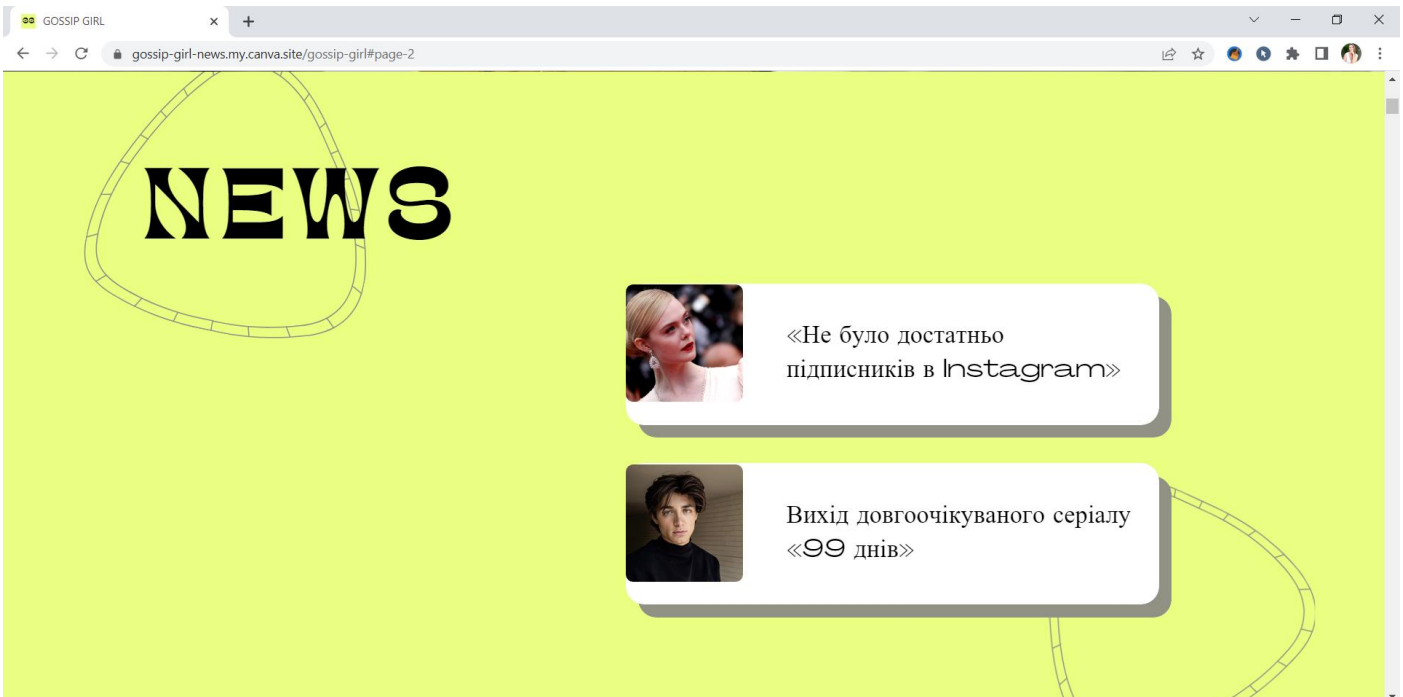 GOSSIP GIRL
gossip-girl-news.my.canva.site/gossip-girl#page-2
NEWS
«Не було достатньо
підписників в Instagram»
Вихід довгоочікуваного серіалу
«99 днів»